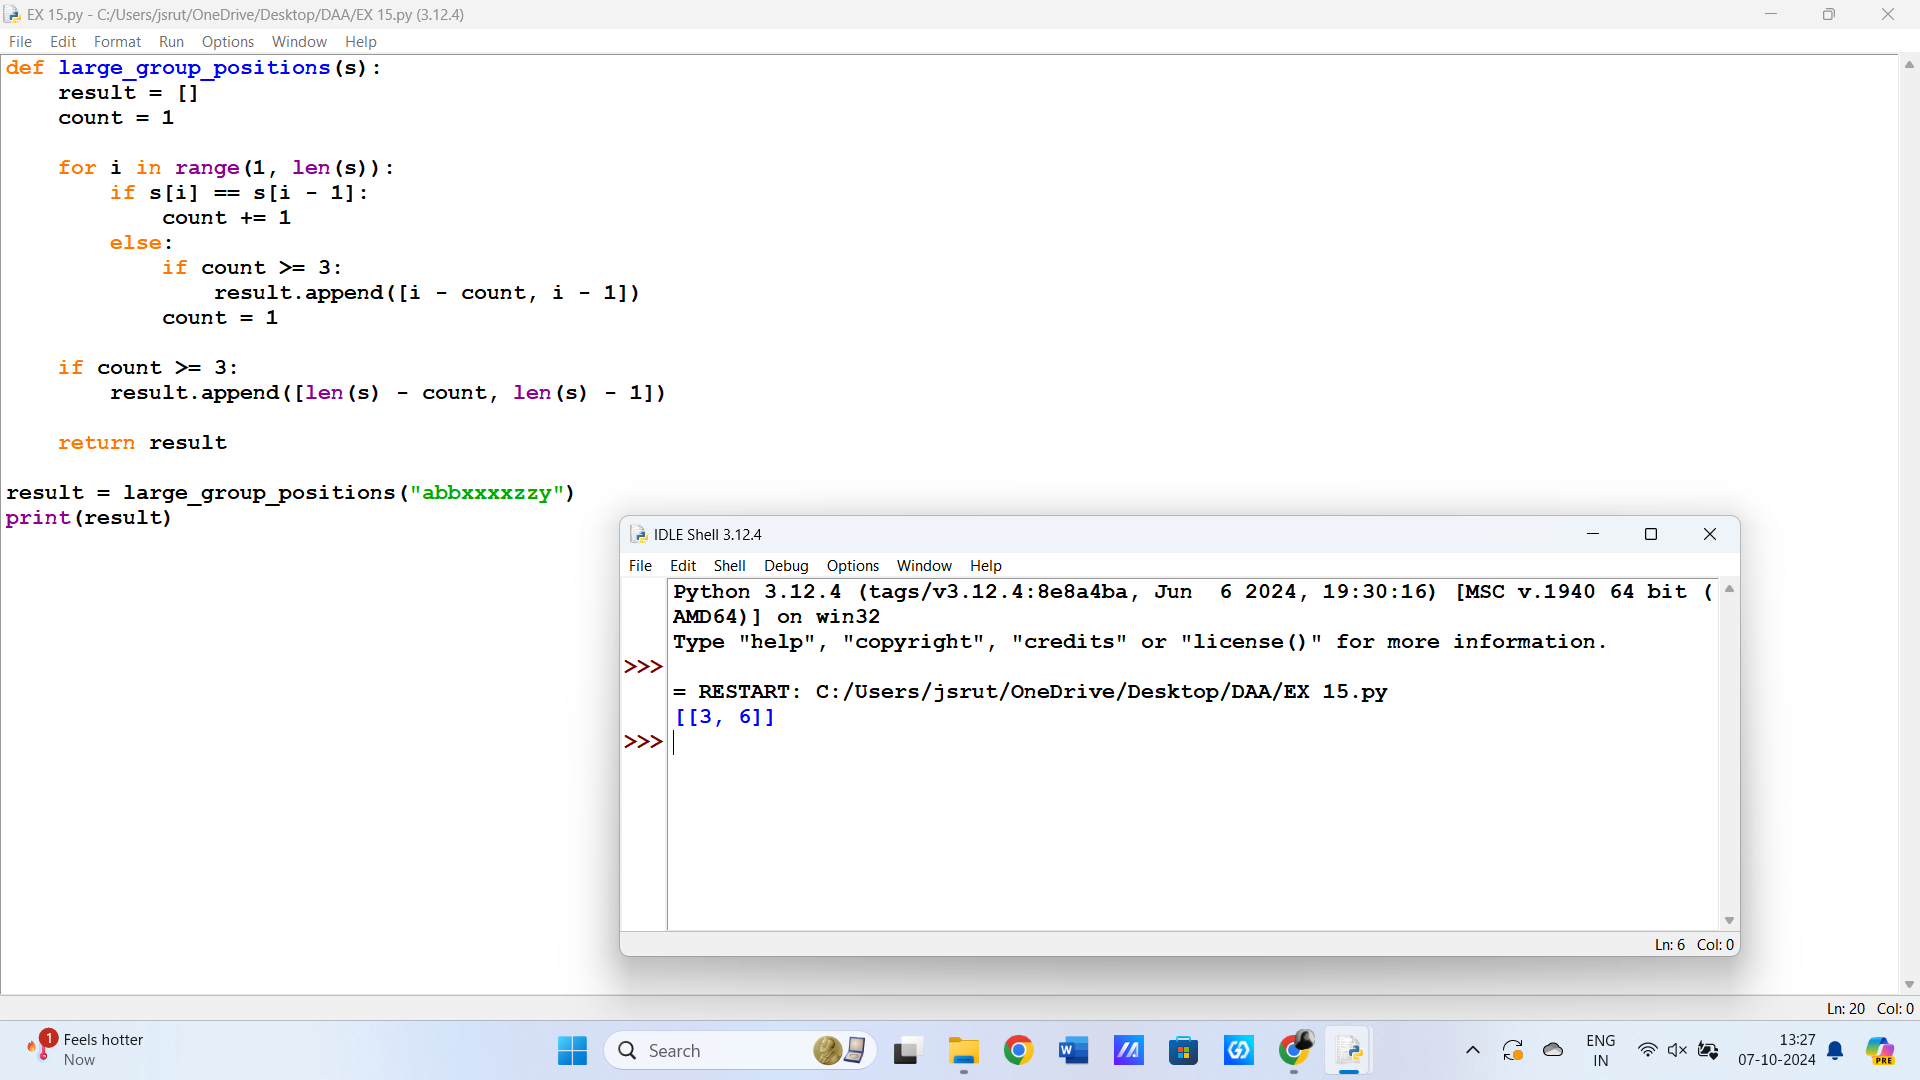 EX 15.py - C:/Users/jsrut/OneDrive/Desktop/DAA/EX 15.py (3.12.4)
File Edit Format Run Options Window Help
def large_group_positions(s):
    result = []
    count = 1

    for i in range(1, len(s)):
        if s[i] == s[i - 1]:
            count += 1
        else:
            if count >= 3:
                result.append([i - count, i - 1])
            count = 1

    if count >= 3:
        result.append([len(s) - count, len(s) - 1])

    return result

result = large_group_positions("abbxxxxzzy")
print(result)
IDLE Shell 3.12.4
File Edit Shell Debug Options Window Help
Python 3.12.4 (tags/v3.12.4:8e8a4ba, Jun  6 2024, 19:30:16) [MSC v.1940 64 bit (
AMD64)] on win32
Type "help", "copyright", "credits" or "license()" for more information.
>>>
= RESTART: C:/Users/jsrut/OneDrive/Desktop/DAA/EX 15.py
[[3, 6]]
>>>
Ln: 6 Col: 0
Ln: 20 Col: 0
1
Feels hotter
Now
Search
W
ENG
IN
13:27
07-10-2024
PRE